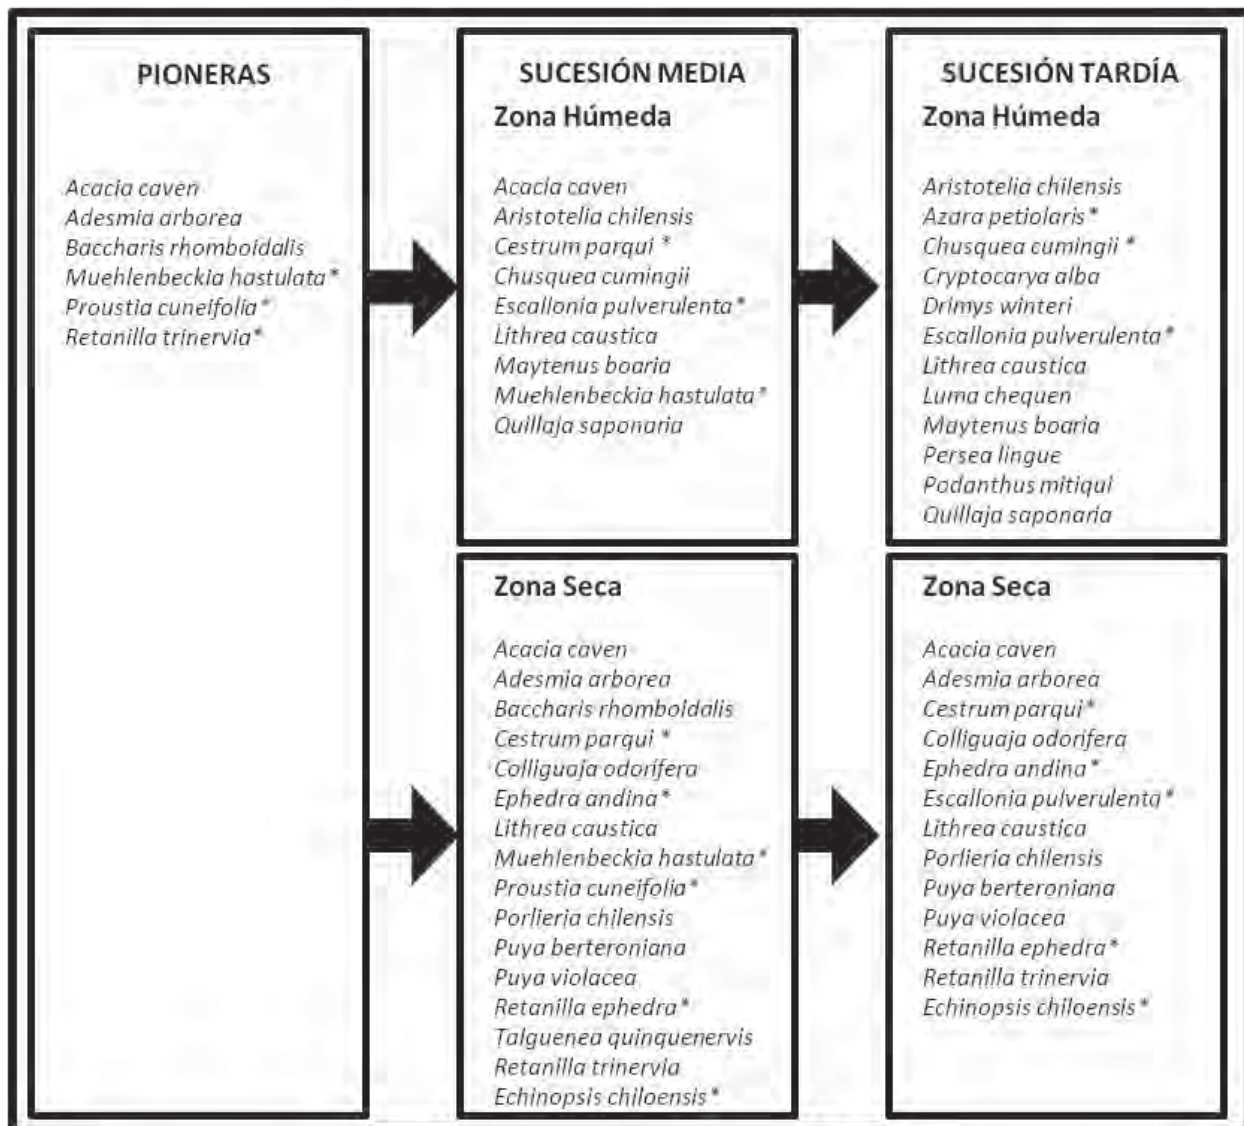 PIONERAS
Acacia caven
Adesmia arborea
Baccharis rhomboidalis
Muehlenbeckia hastulata*
Proustia cuneifolia*
Retanilla trinervia*
SUCESIÓN MEDIA
Zona Húmeda
Acacia caven
Aristotelia chilensis
Cestrum parqui *
Chusquea cumingii
Escallonia pulverulenta*
Lithrea caustica
Maytenus boaria
Muehlenbeckia hastulata*
Quillaja saponaria
SUCESIÓN TARDÍA
Zona Húmeda
Aristotelia chilensis
Azara petiolaris*
Chusquea cumingii *
Cryptocarya alba
Drimys winteri
Escallonia pulverulenta*
Lithrea caustica
Luma chequen
Maytenus boaria
Persea lingue
Podanthus mitiqui
Quillaja saponaria
Zona Seca
Acacia caven
Adesmia arborea
Baccharis rhomboidalis
Cestrum parqui *
Colliguaja odorifera
Ephedra andina*
Lithrea caustica
Muehlenbeckia hastulata*
Proustia cuneifolia*
Porlieria chilensis
Puya berteroniana
Puya violacea
Retanilla ephedra*
Talguenea quinquenervis
Retanilla trinervia
Echinopsis chiloensis*
Zona Seca
Acacia caven
Adesmia arborea
Cestrum parqui*
Colliguaja odorifera
Ephedra andina*
Escallonia pulverulenta*
Lithrea caustica
Porlieria chilensis
Puya berteroniana
Puya violacea
Retanilla ephedra*
Retanilla trinervia
Echinopsis chiloensis*